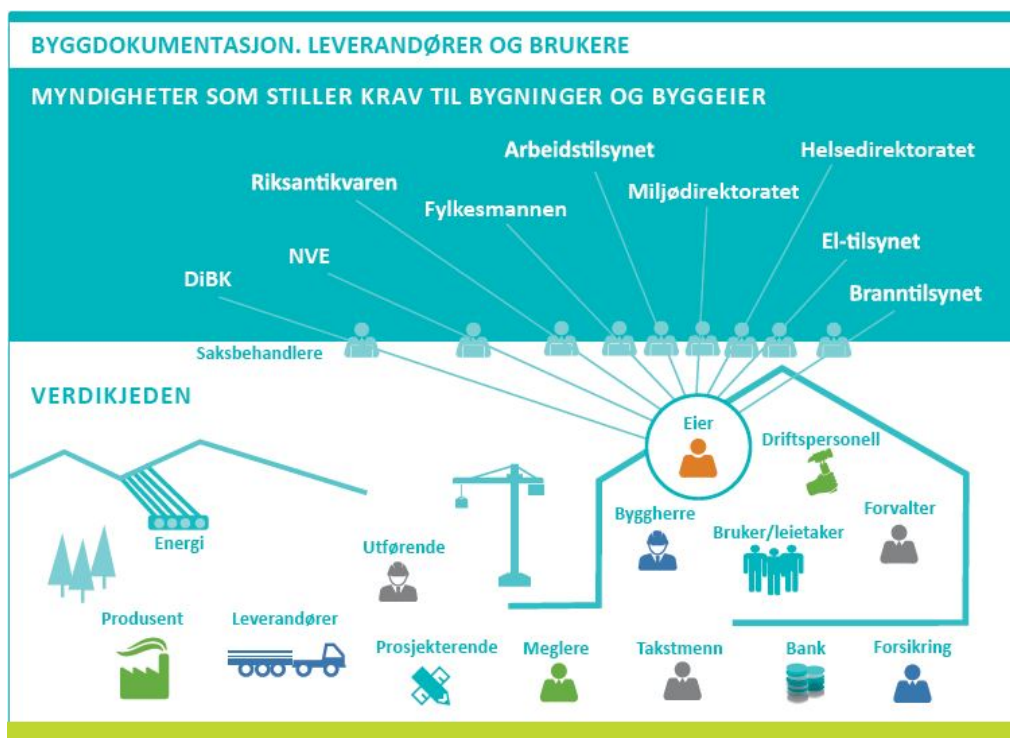 BYGGDOKUMENTASJON. LEVERANDØRER OG BRUKERE
MYNDIGHETER SOM STILLER KRAV TIL BYGNINGER OG BYGGEIER
Arbeidstilsynet
Helsedirektoratet
Riksantikvaren
Miljødirektoratet
Fylkesmannen
El-tilsynet
NVE
DiBK
Branntilsynet
Saksbehandlere
VERDIKJEDEN
Eier
Driftspersonell
Byggherre
Bruker/leietaker
Forvalter
Energi
Utførende
Produsent
Leverandører
Prosjekterende
Meglere
Takstmenn
Bank
Forsikring